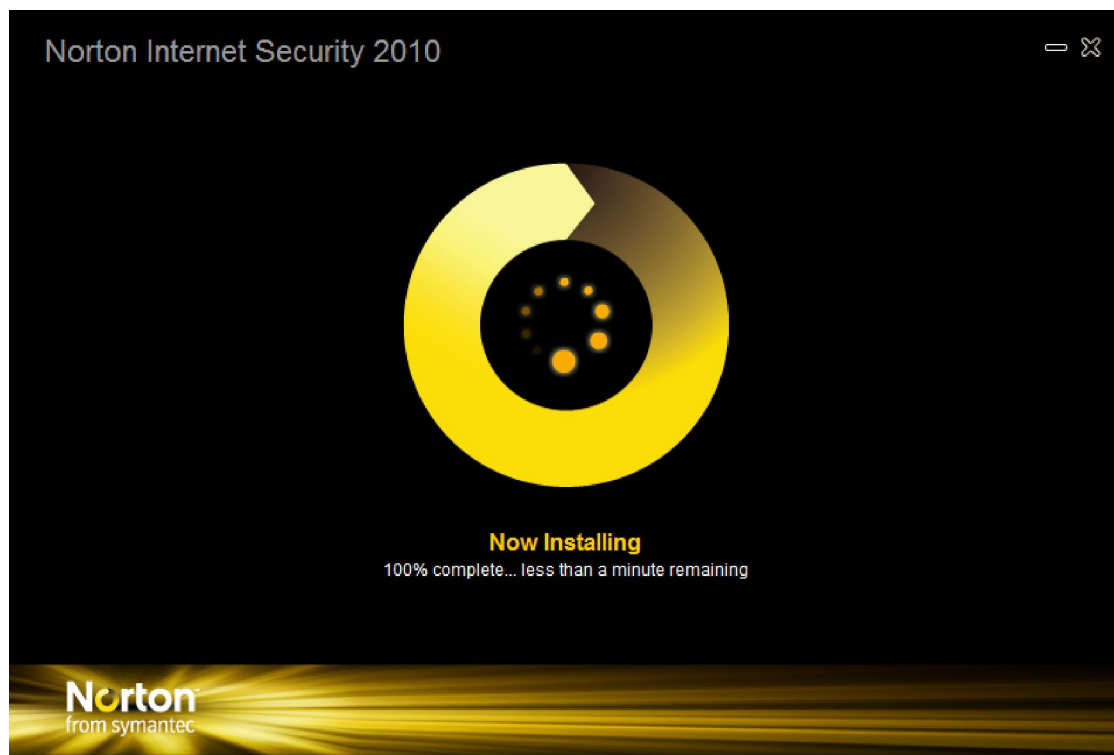 Norton Internet Security 2010
Now Installing
100% complete... less than a minute remaining
Norton
from symantec